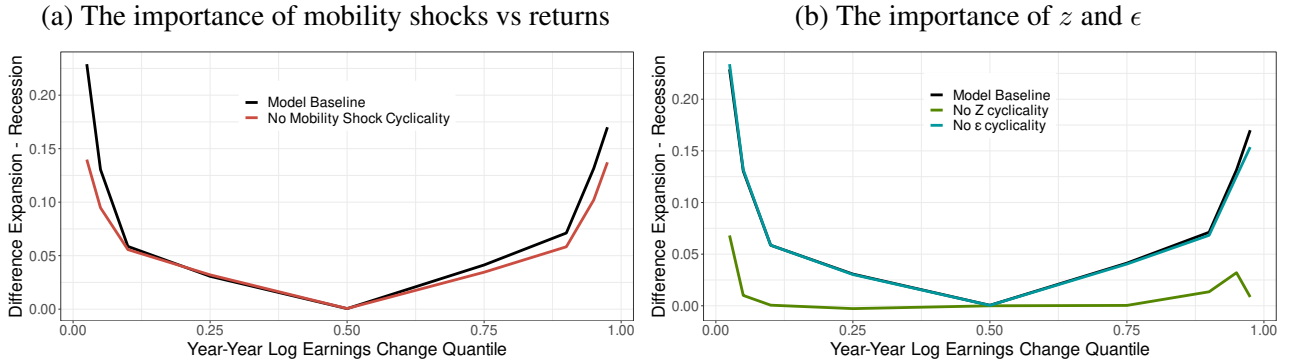 (a) The importance of mobility shocks vs returns
Difference Expansion - Recession
0.20
0.15
0.10
0.05
0.00
Model Baseline
No Mobility Shock Cyclicality
0.00 0.25 0.50 0.75 1.00
Year-Year Log Earnings Change Quantile
(b) The importance of z and ϵ
Difference Expansion - Recession
0.20
0.15
0.10
0.05
0.00
Model Baseline
No Z cyclicality
No ε cyclicality
0.00 0.25 0.50 0.75 1.00
Year-Year Log Earnings Change Quantile